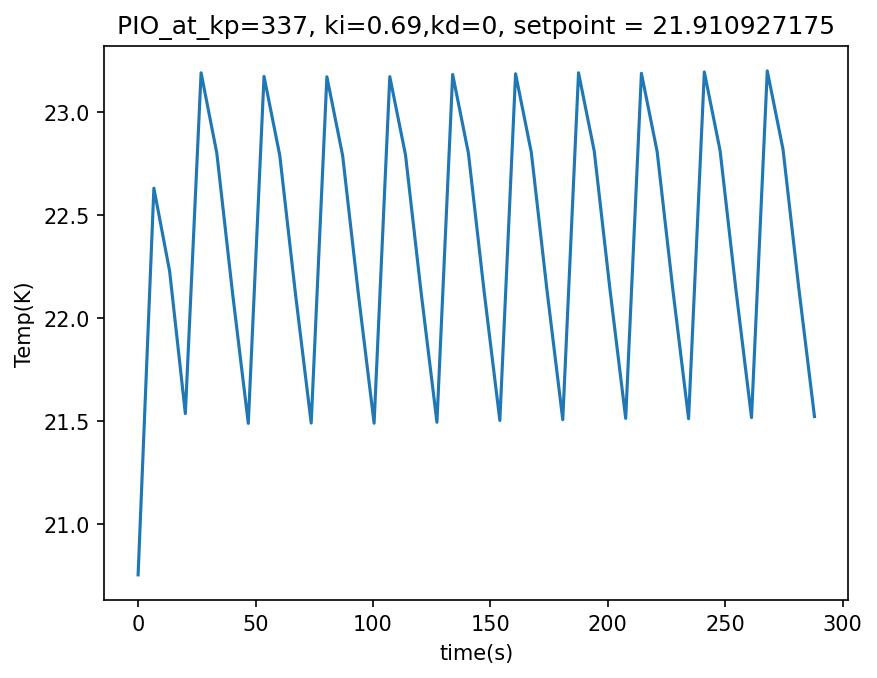 PIO_at_kp=337, ki=0.69,kd=0, setpoint = 21.910927175
23.0
22.5
22.0
21.5
21.0
Temp(K)
0 50 100 150 200 250 300
time(s)